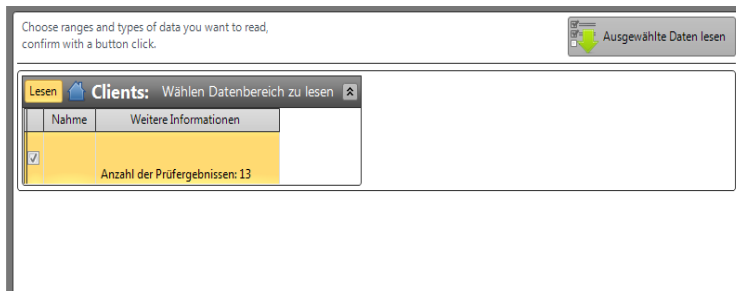 Choose ranges and types of data you want to read,
confirm with a button click.
Ausgewählte Daten lesen
Lesen Clients: Wählen Datenbereich zu lesen
Nahme Weitere Informationen
Anzahl der Prüfergebnissen: 13